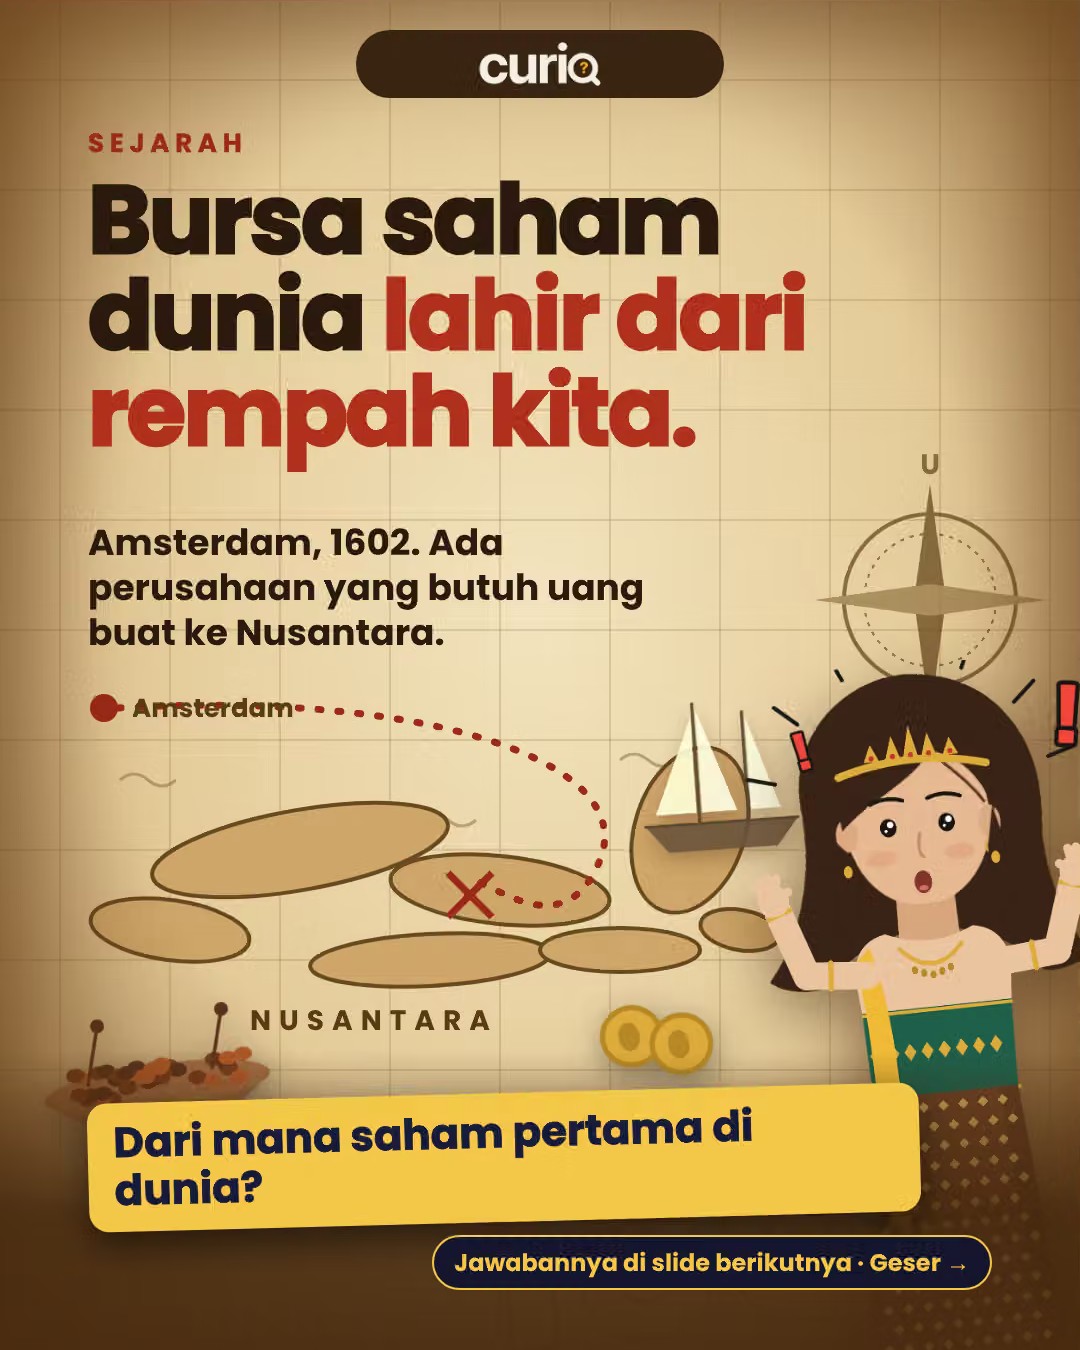 curio?
SEJARAH
Bursa saham
dunia lahir dari
rempah kita.
U
Amsterdam, 1602. Ada
perusahaan yang butuh uang
buat ke Nusantara.
Amsterdam
NUSANTARA
Dari mana saham pertama di
dunia?
Jawabannya di slide berikutnya · Geser →